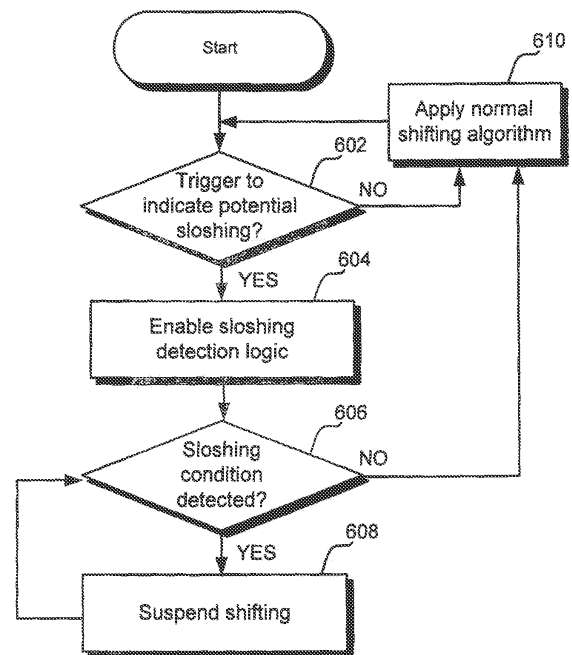 Start
610
Apply normal
shifting algorithm
602
Trigger to
indicate potential
sloshing?
NO
YES
604
Enable sloshing
detection logic
606
Sloshing
condition
detected?
NO
YES
608
Suspend shifting